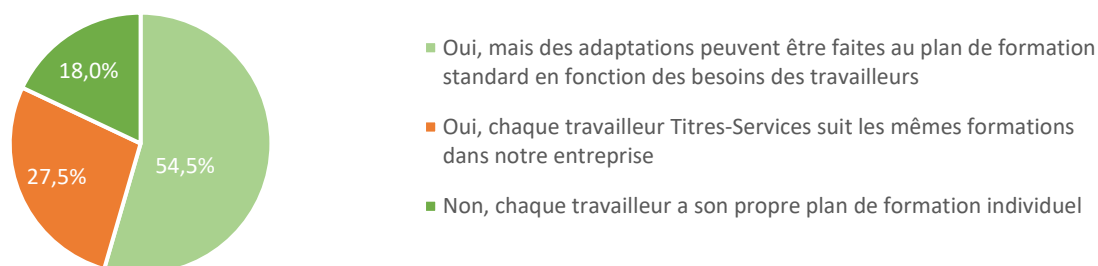 18,0%
27,5%
54,5%
Oui, mais des adaptations peuvent être faites au plan de formation
standard en fonction des besoins des travailleurs
Oui, chaque travailleur Titres-Services suit les mêmes formations
dans notre entreprise
Non, chaque travailleur a son propre plan de formation individuel